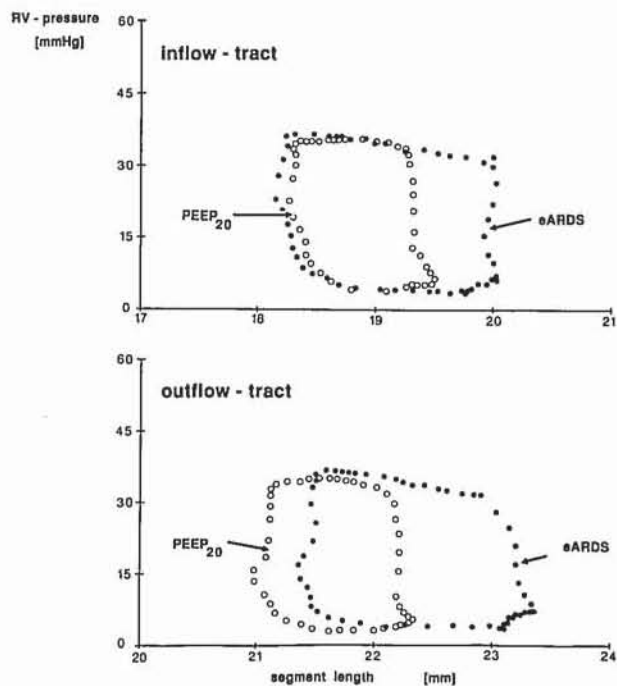 RV - pressure
[mmHg]
60
inflow - tract
45
30
PEEP20
eARDS
15
0
17 18 19 20 21
60
outflow - tract
45
30
PEEP20
eARDS
15
0
20 21 22 23 24
segment length [mm]